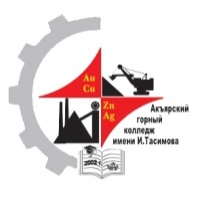 Au
Cu
Zn
Ag
Акъярский
горный
колледж
имени И.Тасимова
2002